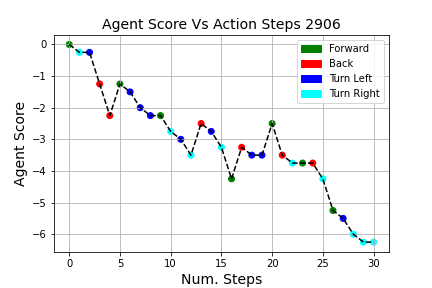 Agent Score Vs Action Steps 2906
Forward
Back
Turn Left
Turn Right
Agent Score
0
−1
−2
−3
−4
−5
−6
0
5
10
15
20
25
30
Num. Steps